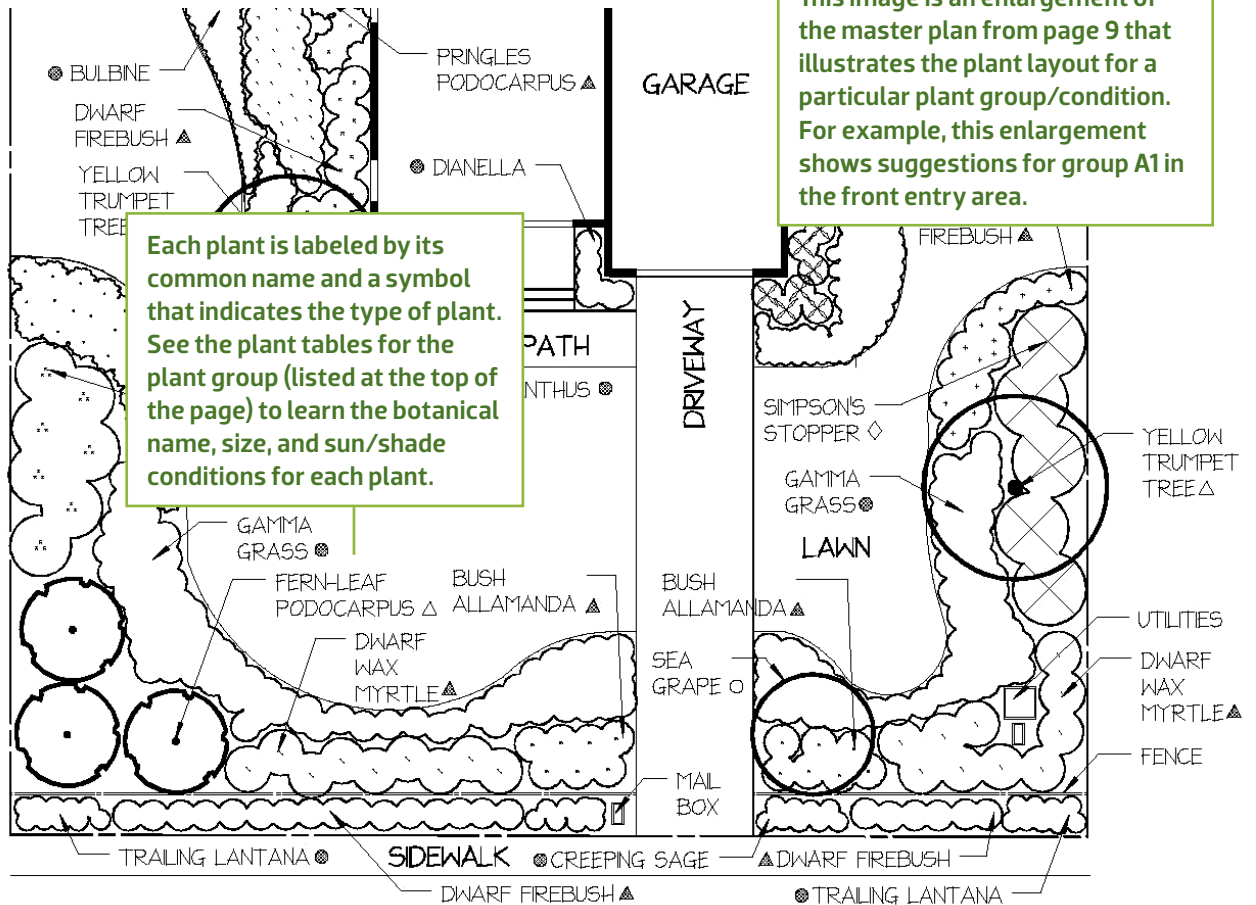 This image is an enlargement of
the master plan from page 9 that
illustrates the plant layout for a
particular plant group/condition.
For example, this enlargement
shows suggestions for group A1 in
the front entry area.
BULBINE
PRINGLES
PODOCARPUS
GARAGE
DWARF
FIREBUSH
DIANELLA
YELLOW
TRUMPET
TREE
Each plant is labeled by its
common name and a symbol
that indicates the type of plant.
See the plant tables for the
plant group (listed at the top of
the page) to learn the botanical
name, size, and sun/shade
conditions for each plant.
FIREBUSH
PATH
NTHUS
DRIVEWAY
SIMPSON'S
STOPPER
YELLOW
TRUMPET
TREE
GAMMA
GRASS
LAWN
GAMMA
GRASS
FERN-LEAF
PODOCARPUS
BUSH
ALLAMANDA
BUSH
ALLAMANDA
UTILITIES
DWARF
WAX
MYRTLE
SEA
GRAPE
DWARF
WAX
MYRTLE
FENCE
MAIL
BOX
TRAILING LANTANA
SIDEWALK
CREEPING SAGE
DWARF FIREBUSH
DWARF FIREBUSH
TRAILING LANTANA